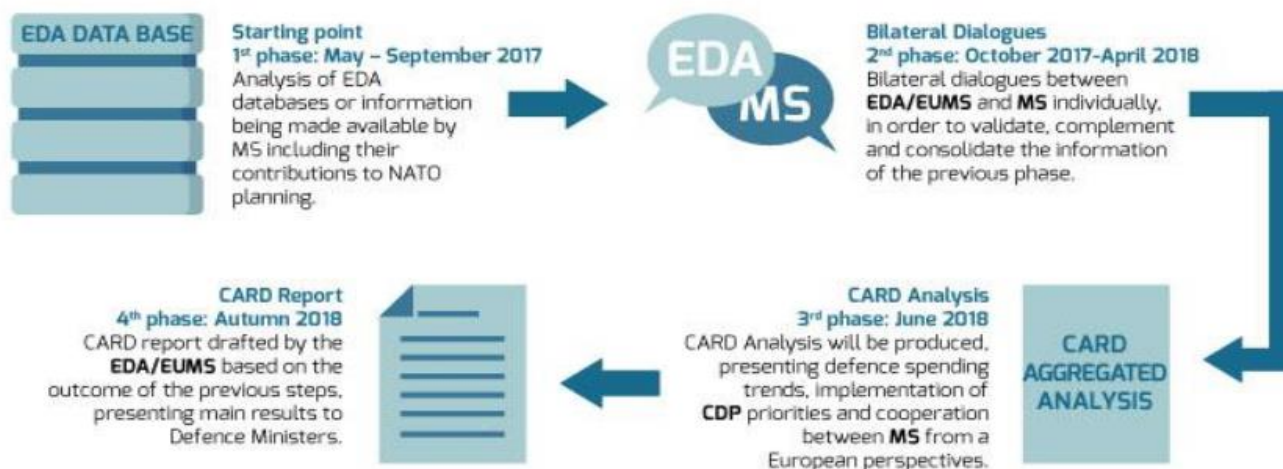 EDA DATA BASE
Starting point
1st phase: May – September 2017
Analysis of EDA
databases or information
being made available by
MS including their
contributions to NATO
planning.
EDA
MS
Bilateral Dialogues
2nd phase: October 2017-April 2018
Bilateral dialogues between
EDA/EUMS and MS individually,
in order to validate, complement
and consolidate the information
of the previous phase.
CARD
AGGREGATED
ANALYSIS
CARD Analysis
3rd phase: June 2018
CARD Analysis will be produced,
presenting defence spending
trends, implementation of
CDP priorities and cooperation
between MS from a
European perspectives.
CARD Report
4th phase: Autumn 2018
CARD report drafted by the
EDA/EUMS based on the
outcome of the previous steps,
presenting main results to
Defence Ministers.